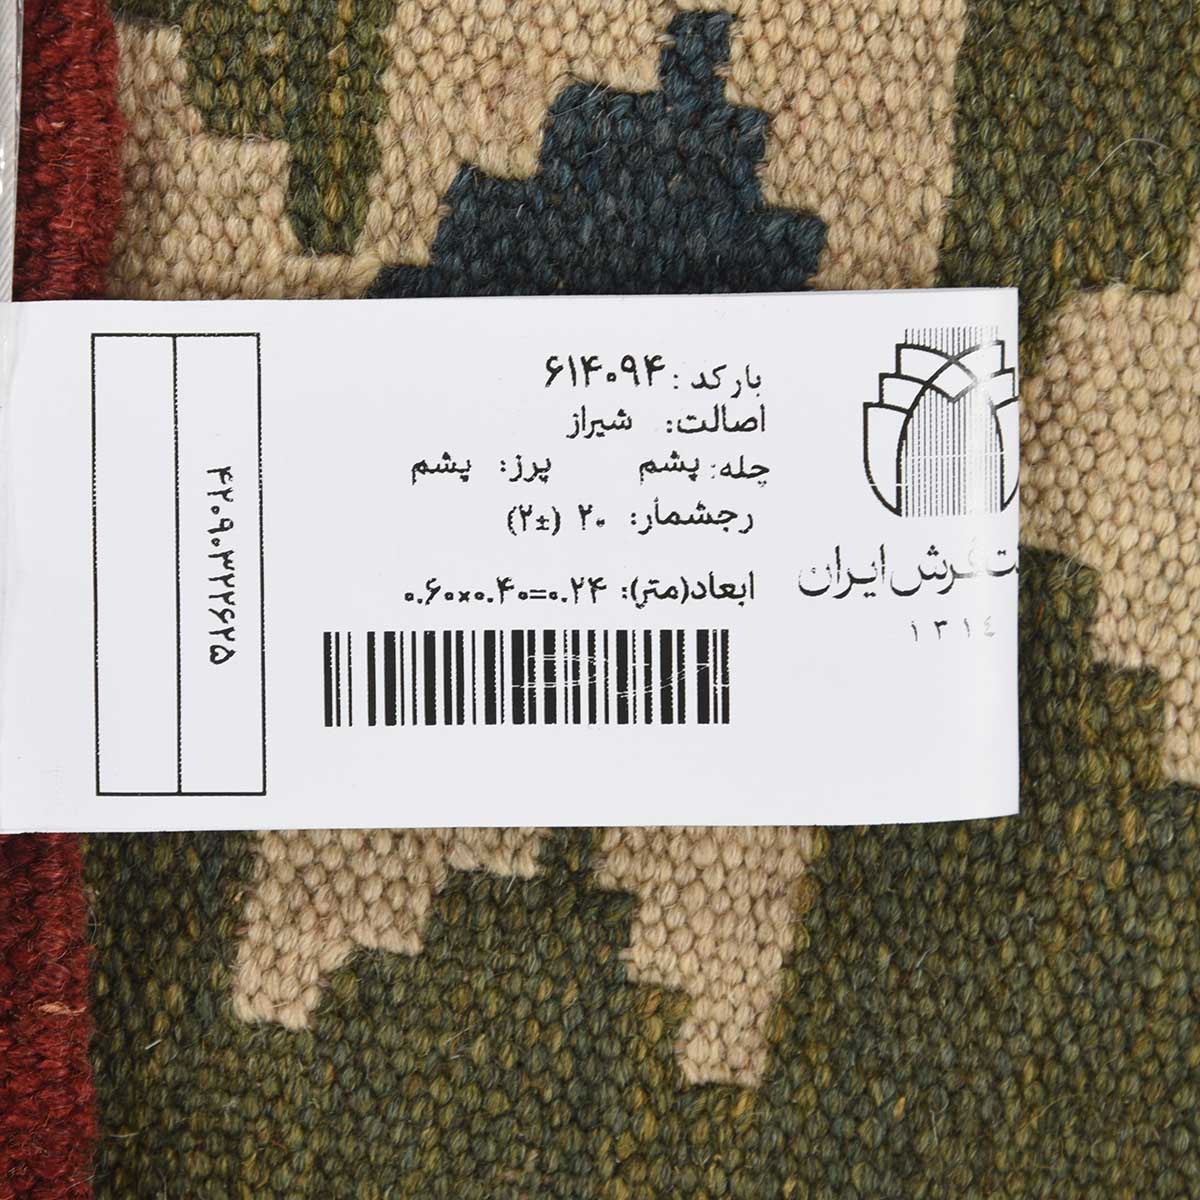 بارکد: ۶۱۴۰۹۴
اصالت: شیراز
چله: پشم پرز: پشم
رجشمار: ۲۰ (±۲)
ابعاد(متر): ۰.۶۰×۰.۴۰=۰.۲۴
فرش ایران
۱۳۱٤
۴۲۰۹۰۳۲۲۶۲۵